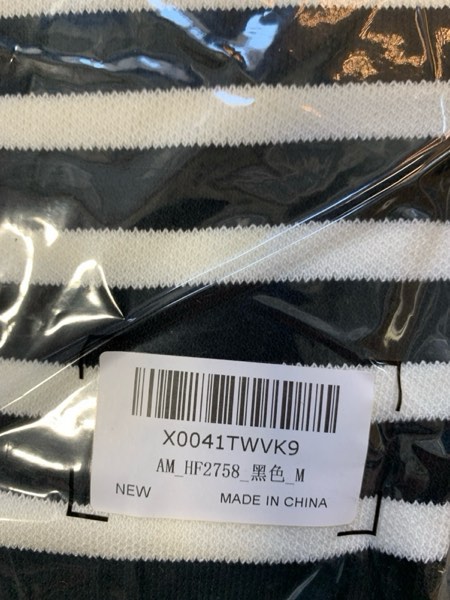 X0041TWVK9
AM_HF2758_黑色_M
NEW
MADE IN CHINA